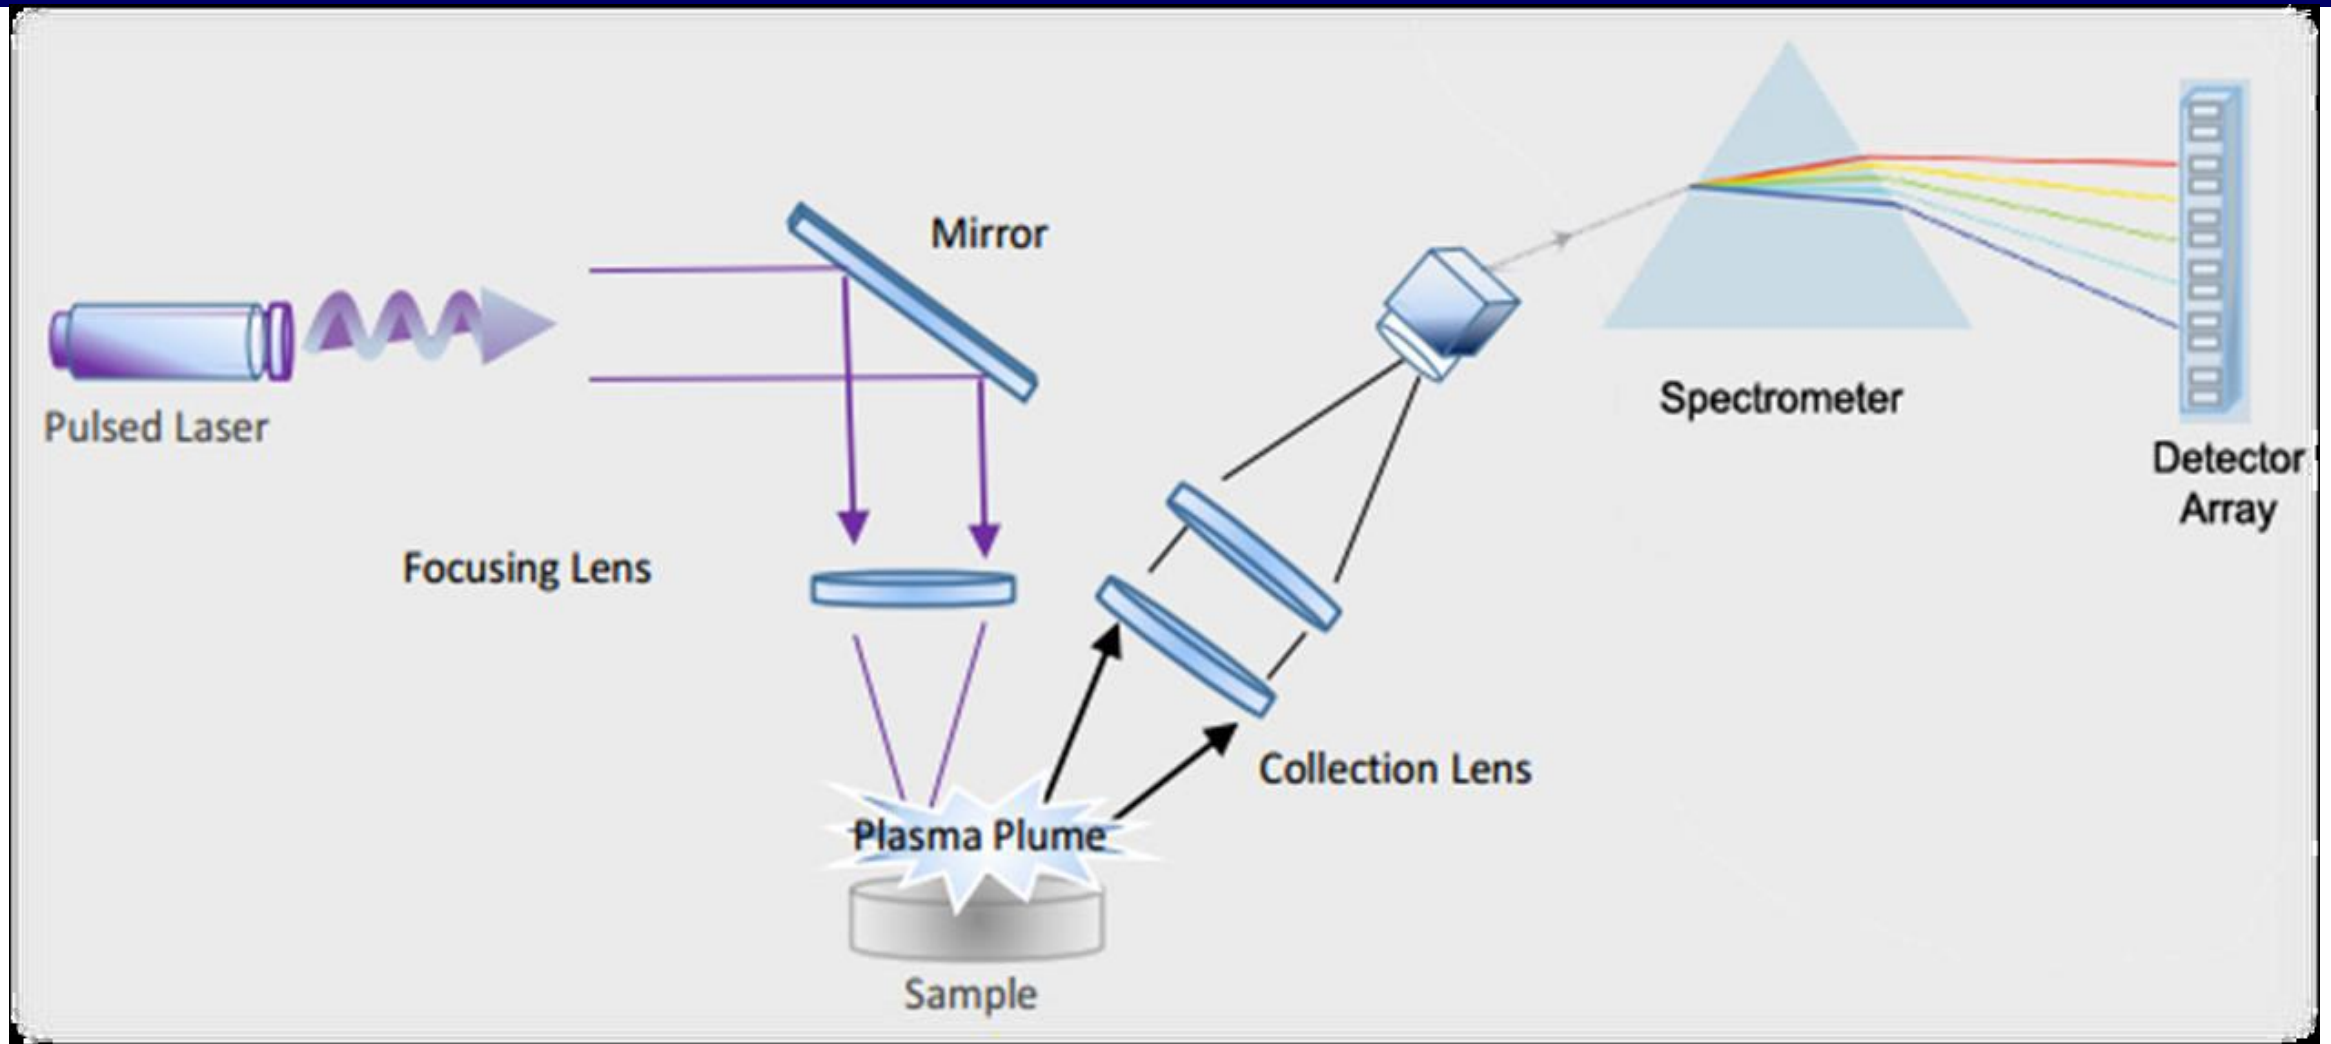 Mirror
Pulsed Laser
Spectrometer
Detector
Array
Focusing Lens
Collection Lens
Plasma Plume
Sample